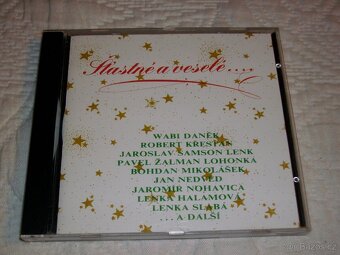 Šťastné a veselé....
WABI DANĚK
ROBERT KŘESŤAN
JAROSLAV SAMSON LENK
PAVEL ŽALMAN LOHONKA
BOHDAN MIKOLÁŠEK
JAN NEDVĚD
JAROMÍR NOHAVICA
LENKA HALAMOVÁ
LENKA SLABÁ
. . . A DALŠÍ